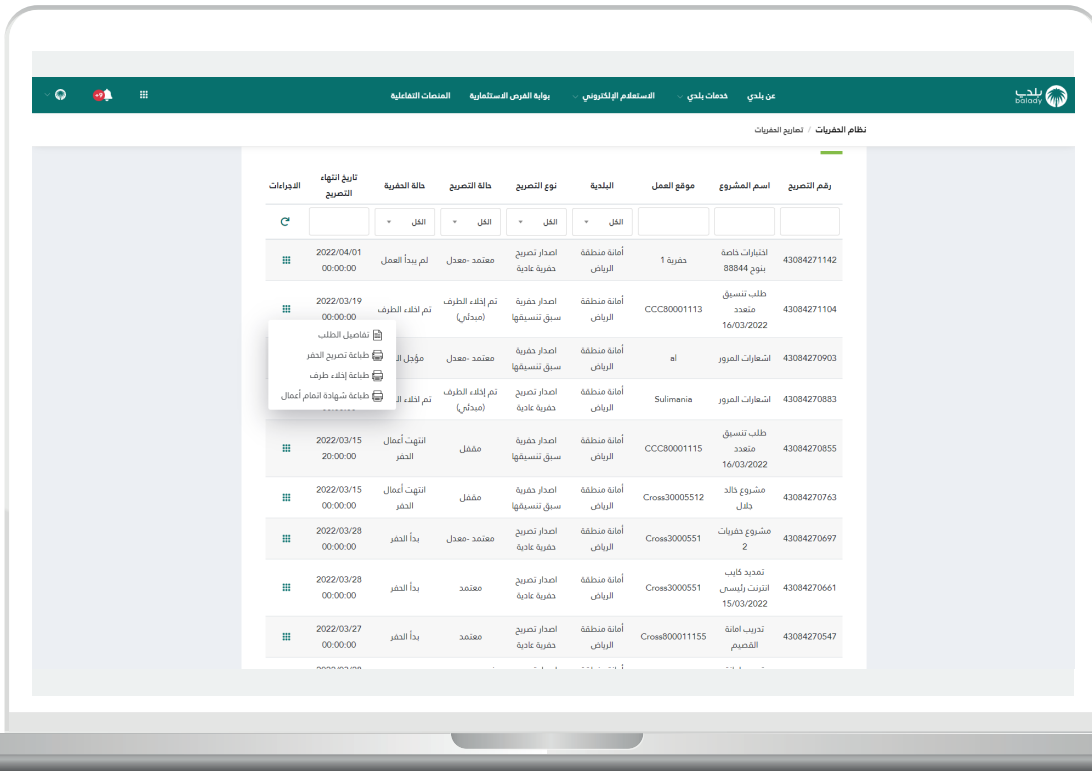 بلدي
balady
عن بلدي
خدمات بلدي
الاستعلام الإلكتروني
بوابة الفرص الاستثمارية
المنصات التفاعلية
+9
نظام الحفريات / تصاريح الحفريات
رقم التصريح
اسم المشروع
موقع العمل
البلدية
نوع التصريح
حالة التصريح
حالة الحفرية
تاريخ انتهاء
التصريح
الاجراءات
الكل
الكل
الكل
الكل
43084271142
اختبارات خاصة
بنوح 88844
حفرية 1
أمانة منطقة
الرياض
اصدار تصريح
حفرية عادية
معتمد -معدل
لم يبدأ العمل
2022/04/01
00:00:00
43084271104
طلب تنسيق
متعدد
16/03/2022
CCC80001113
أمانة منطقة
الرياض
اصدار حفرية
سبق تنسيقها
تم إخلاء الطرف
(مبدئي)
تم اخلاء الطرف
2022/03/19
00:00:00
تفاصيل الطلب
طباعة تصريح الحفر
طباعة إخلاء طرف
طباعة شهادة اتمام أعمال
43084270903
اشعارات المرور
al
أمانة منطقة
الرياض
اصدار حفرية
سبق تنسيقها
معتمد -معدل
مؤجل
43084270883
اشعارات المرور
Sulimania
أمانة منطقة
الرياض
اصدار تصريح
حفرية عادية
تم إخلاء الطرف
(مبدئي)
تم اخلاء
43084270855
طلب تنسيق
متعدد
16/03/2022
CCC80001115
أمانة منطقة
الرياض
اصدار حفرية
سبق تنسيقها
مقفل
انتهت أعمال
الحفر
2022/03/15
20:00:00
43084270763
مشروع خالد
جلال
Cross30005512
أمانة منطقة
الرياض
اصدار حفرية
سبق تنسيقها
مقفل
انتهت أعمال
الحفر
2022/03/15
00:00:00
43084270697
مشروع حفريات
2
Cross3000551
أمانة منطقة
الرياض
اصدار تصريح
حفرية عادية
معتمد -معدل
بدأ الحفر
2022/03/28
00:00:00
43084270661
تمديد كايب
انترنت رئيسى
15/03/2022
Cross3000551
أمانة منطقة
الرياض
اصدار تصريح
حفرية عادية
معتمد
بدأ الحفر
2022/03/28
00:00:00
43084270547
تدريب امانة
القصيم
Cross800011155
أمانة منطقة
الرياض
اصدار تصريح
حفرية عادية
معتمد
بدأ الحفر
2022/03/27
00:00:00